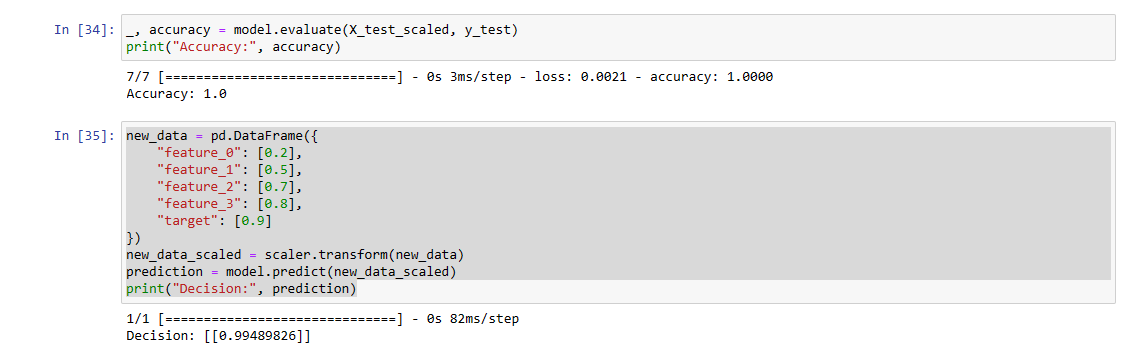 In [34]: _, accuracy = model.evaluate(X_test_scaled, y_test)
print("Accuracy:", accuracy)
7/7 [==============================] - 0s 3ms/step - loss: 0.0021 - accuracy: 1.0000
Accuracy: 1.0
In [35]: new_data = pd.DataFrame({
    "feature_0": [0.2],
    "feature_1": [0.5],
    "feature_2": [0.7],
    "feature_3": [0.8],
    "target": [0.9]
})
new_data_scaled = scaler.transform(new_data)
prediction = model.predict(new_data_scaled)
print("Decision:", prediction)
1/1 [==============================] - 0s 82ms/step
Decision: [[0.99489826]]